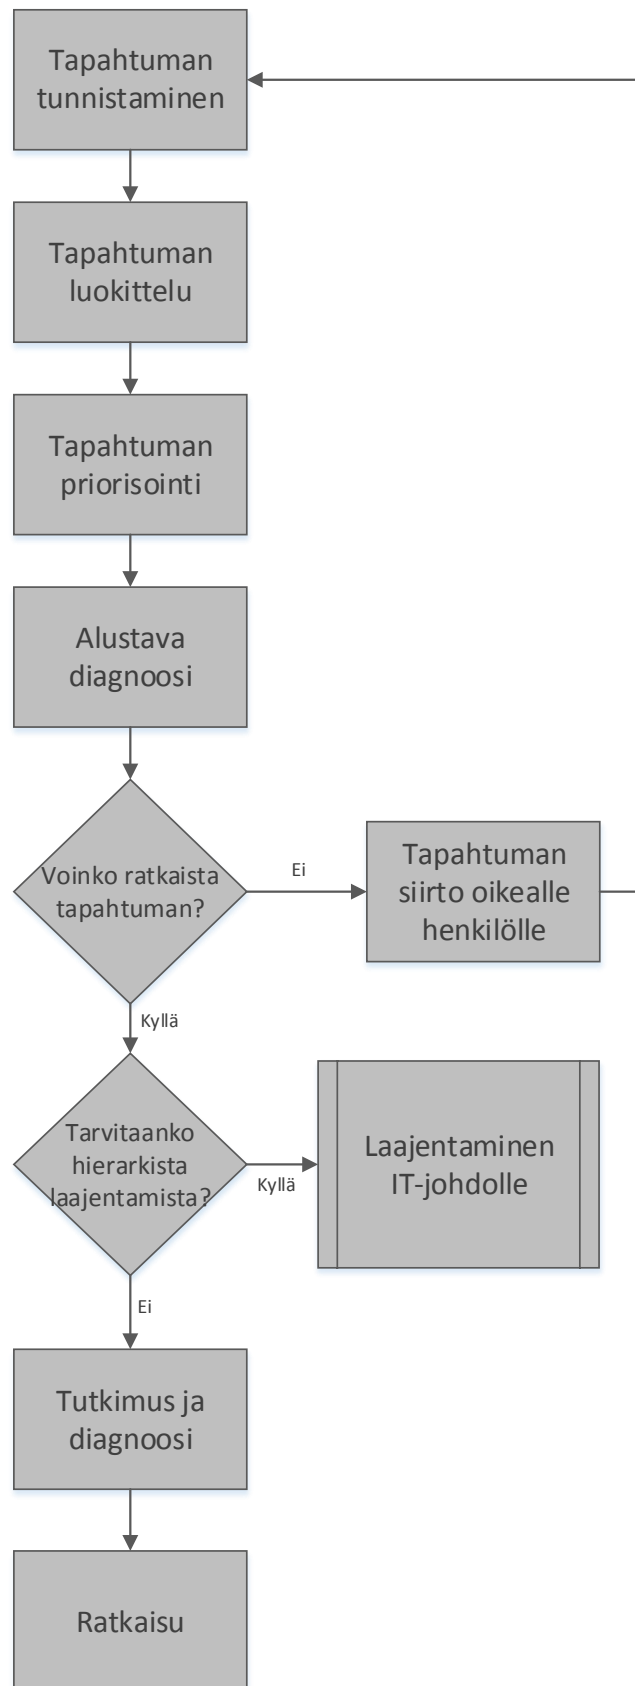 Tapahtuman
tunnistaminen
Tapahtuman
luokittelu
Tapahtuman
priorisointi
Alustava
diagnoosi
Voinko ratkaista
tapahtuman?
Ei
Tapahtuman
siirto oikealle
henkilölle
Kyllä
Tarvitaanko
hierarkista
laajentamista?
Kyllä
Laajentaminen
IT-johdolle
Ei
Tutkimus ja
diagnoosi
Ratkaisu